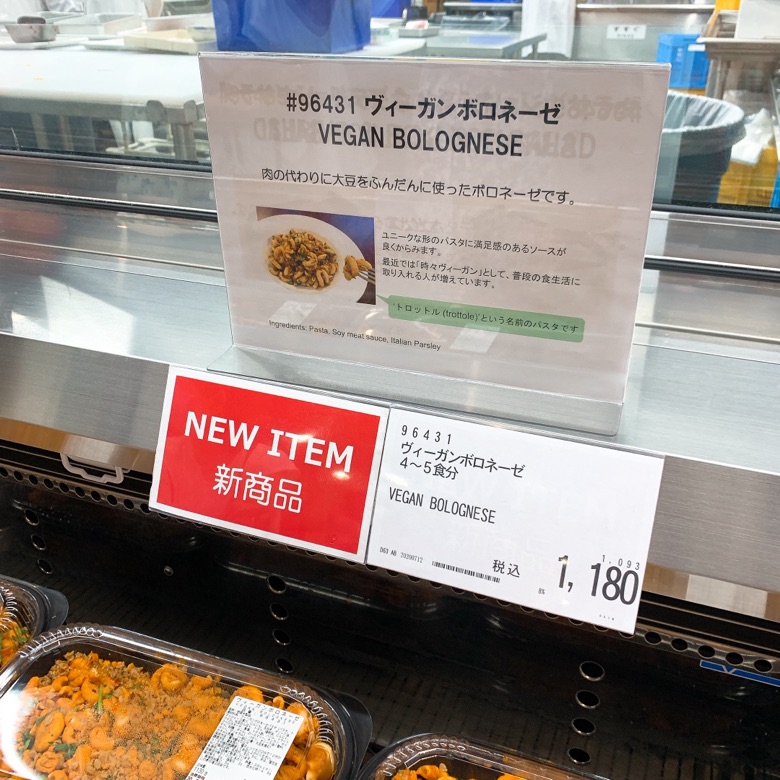 #96431 ヴィーガンボロネーゼ
VEGAN BOLOGNESE
肉の代わりに大豆をふんだんに使ったボロネーゼです。
ユニークな形のパスタに満足感のあるソースが
良くからみます。
最近では「時々ヴィーガン」として、普段の食生活に
取り入れる人が増えています。
"トロットル (trottole)"という名前のパスタです
Ingredients: Pasta, Soy meat sauce, Italian Parsley
NEW ITEM
新商品
96431
ヴィーガンボロネーゼ
4～5食分
VEGAN BOLOGNESE
20200712
税込
8%
1,093
1,180